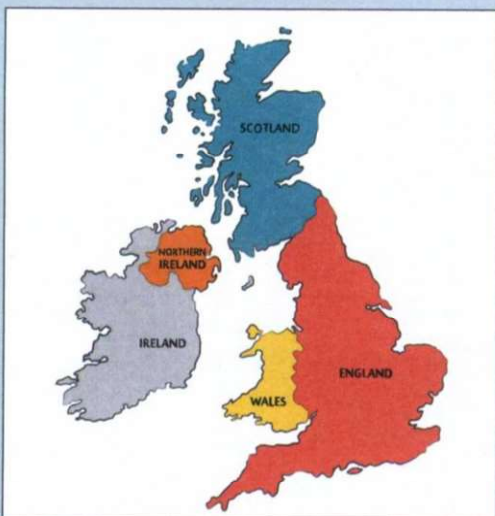 SCOTLAND
NORTHERN
IRELAND
IRELAND
ENGLAND
WALES